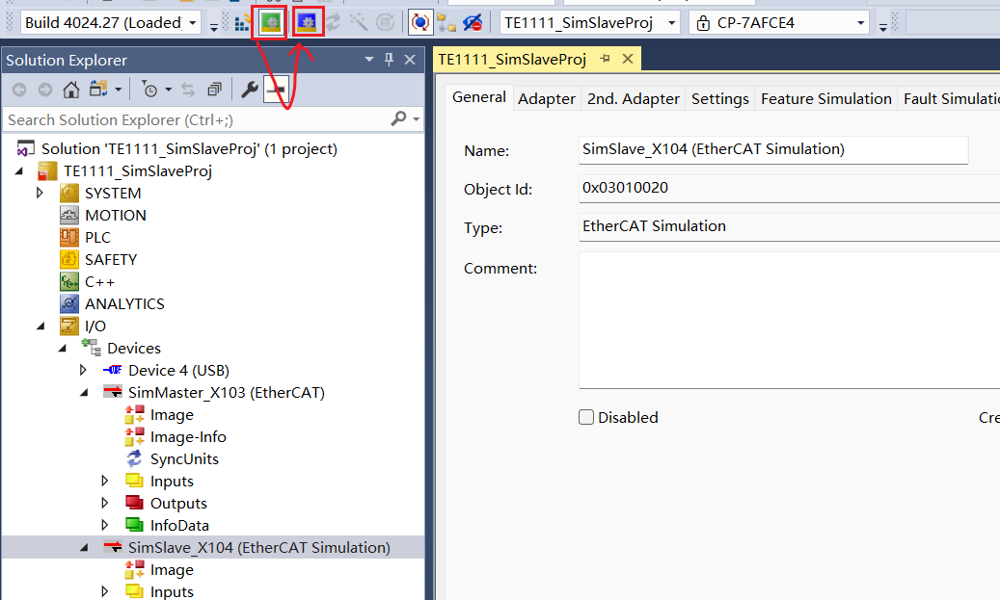 Build 4024.27 (Loaded)
TE1111_SimSlaveProj
CP-7AFCE4
Solution Explorer
Search Solution Explorer (Ctrl+;)
Solution 'TE1111_SimSlaveProj' (1 project)
TE1111_SimSlaveProj
SYSTEM
MOTION
PLC
SAFETY
C++
ANALYTICS
I/O
Devices
Device 4 (USB)
SimMaster_X103 (EtherCAT)
Image
Image-Info
SyncUnits
Inputs
Outputs
InfoData
SimSlave_X104 (EtherCAT Simulation)
Image
Inputs
TE1111_SimSlaveProj
General Adapter 2nd. Adapter Settings Feature Simulation Fault Simulatio
Name: SimSlave_X104 (EtherCAT Simulation)
Object Id: 0x03010020
Type: EtherCAT Simulation
Comment:
Disabled
Cre